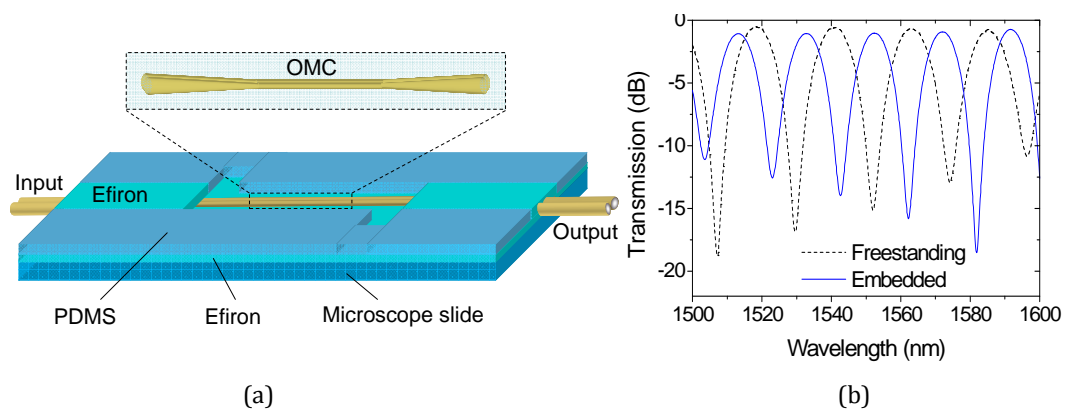 OMC
Input
Efiron
Output
PDMS
Efiron
Microscope slide
(a)
Transmission (dB)
0
-5
-10
-15
-20
Freestanding
Embedded
1500 1520 1540 1560 1580 1600
Wavelength (nm)
(b)